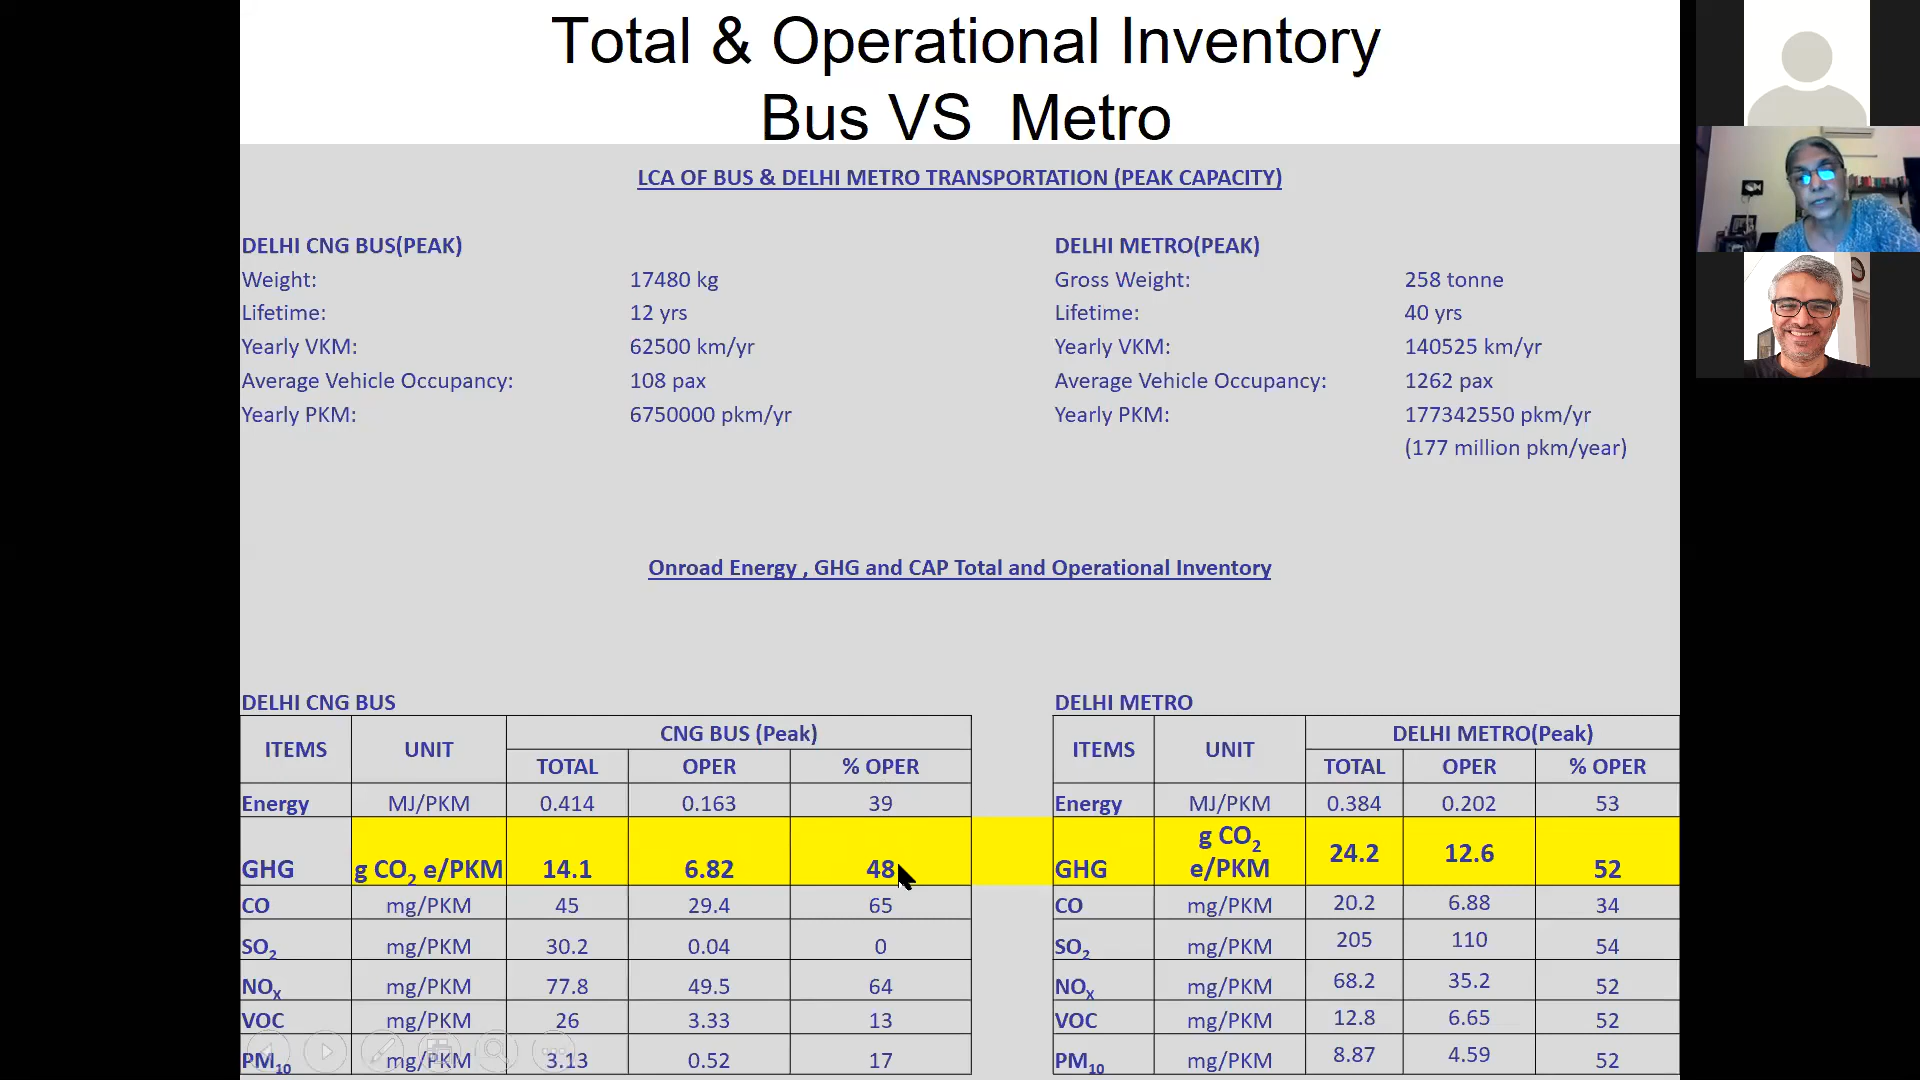 Total & Operational Inventory
Bus VS Metro
LCA OF BUS & DELHI METRO TRANSPORTATION (PEAK CAPACITY)
DELHI CNG BUS(PEAK)
Weight: 17480 kg
Lifetime: 12 yrs
Yearly VKM: 62500 km/yr
Average Vehicle Occupancy: 108 pax
Yearly PKM: 6750000 pkm/yr
DELHI METRO(PEAK)
Gross Weight: 258 tonne
Lifetime: 40 yrs
Yearly VKM: 140525 km/yr
Average Vehicle Occupancy: 1262 pax
Yearly PKM: 177342550 pkm/yr
(177 million pkm/year)
Onroad Energy , GHG and CAP Total and Operational Inventory
DELHI CNG BUS
ITEMS UNIT CNG BUS (Peak)
TOTAL OPER % OPER
Energy MJ/PKM 0.414 0.163 39
GHG g CO2 e/PKM 14.1 6.82 48
CO mg/PKM 45 29.4 65
SO2 mg/PKM 30.2 0.04 0
NOX mg/PKM 77.8 49.5 64
VOC mg/PKM 26 3.33 13
PM10 mg/PKM 3.13 0.52 17
DELHI METRO
ITEMS UNIT DELHI METRO(Peak)
TOTAL OPER % OPER
Energy MJ/PKM 0.384 0.202 53
GHG g CO2 e/PKM 24.2 12.6 52
CO mg/PKM 20.2 6.88 34
SO2 mg/PKM 205 110 54
NOX mg/PKM 68.2 35.2 52
VOC mg/PKM 12.8 6.65 52
PM10 mg/PKM 8.87 4.59 52